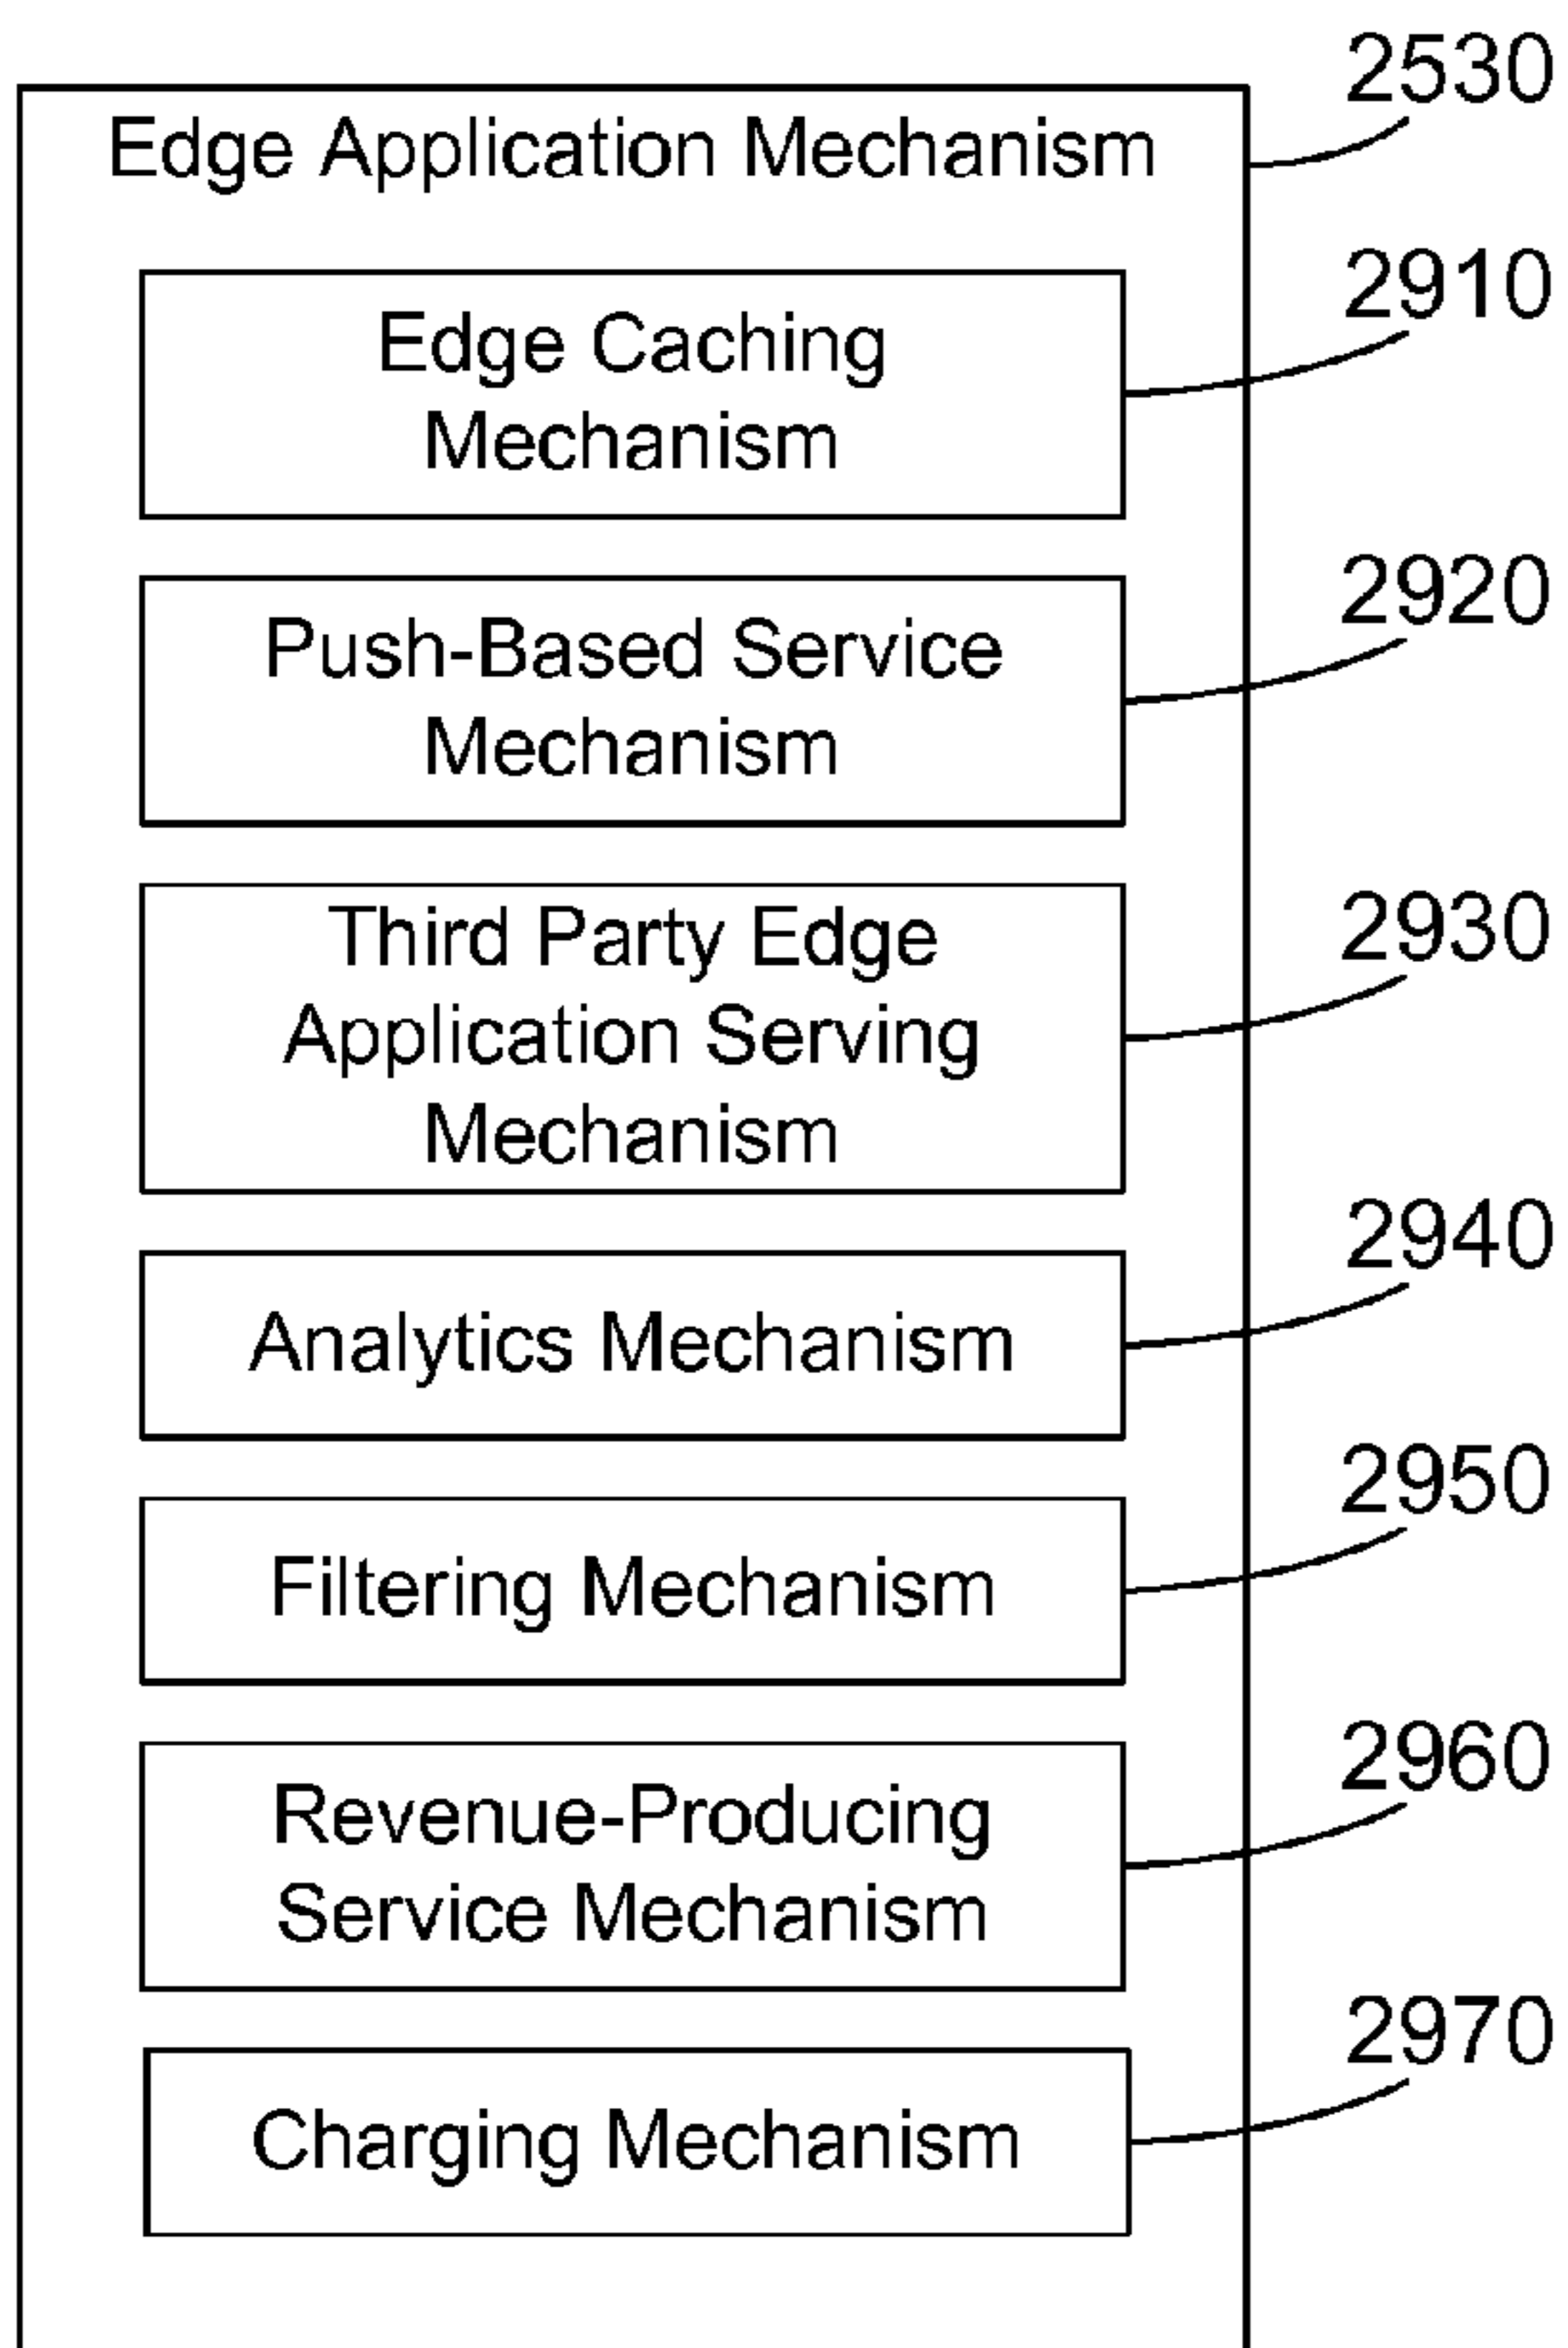 2530
Edge Application Mechanism
2910
Edge Caching
Mechanism
2920
Push-Based Service
Mechanism
2930
Third Party Edge
Application Serving
Mechanism
2940
Analytics Mechanism
2950
Filtering Mechanism
2960
Revenue-Producing
Service Mechanism
2970
Charging Mechanism